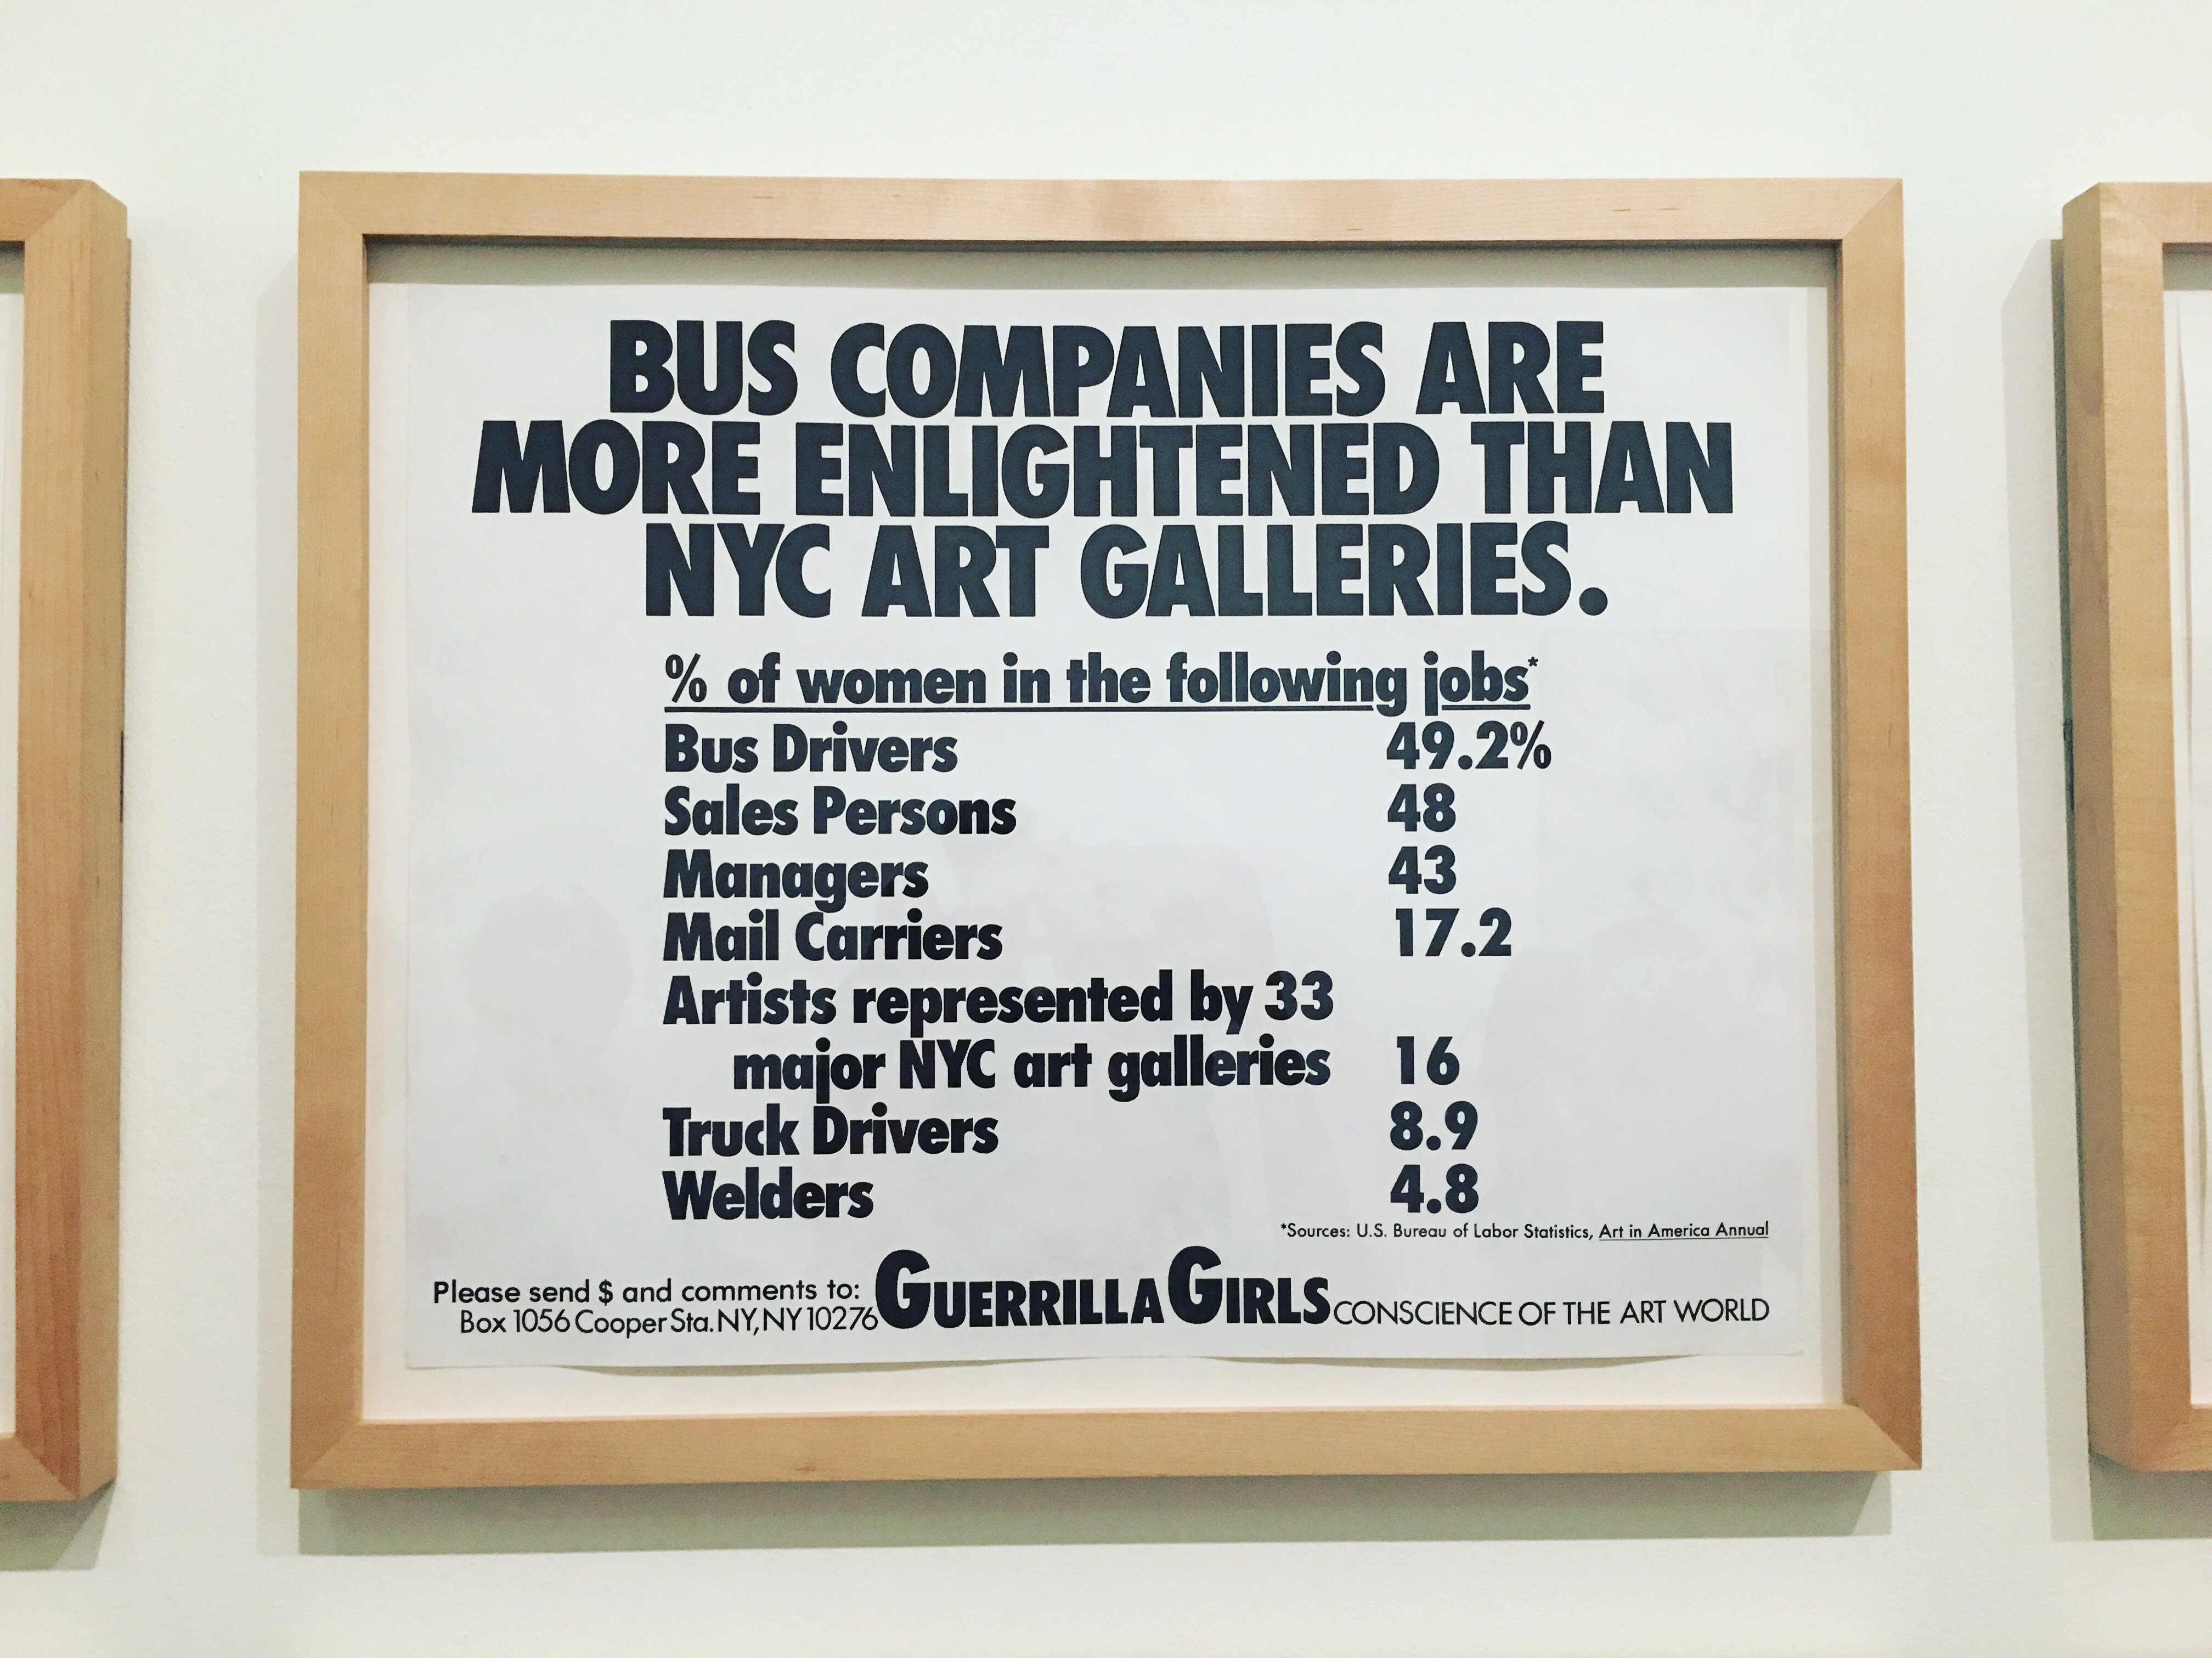 BUS COMPANIES ARE
MORE ENLIGHTENED THAN
NYC ART GALLERIES.
% of women in the following jobs*
Bus Drivers 49.2%
Sales Persons 48
Managers 43
Mail Carriers 17.2
Artists represented by 33
major NYC art galleries 16
Truck Drivers 8.9
Welders 4.8
*Sources: U.S. Bureau of Labor Statistics, Art in America Annual
Please send $ and comments to:
Box 1056 Cooper Sta. NY, NY 10276 GUERRILLA GIRLS CONSCIENCE OF THE ART WORLD